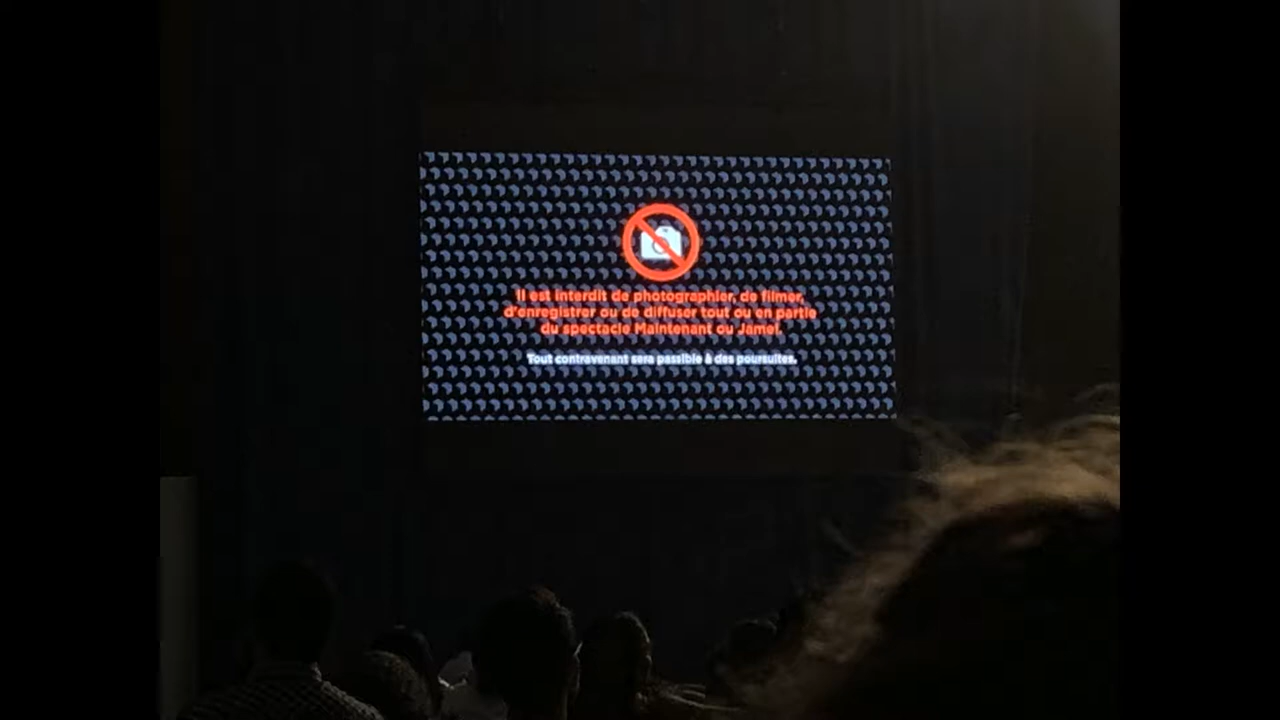 Il est interdit de photographier, de filmer,
d'enregistrer ou de diffuser tout ou en partie
du spectacle Maintenant ou Jamel.
Tout contrevenant sera passible à des poursuites.